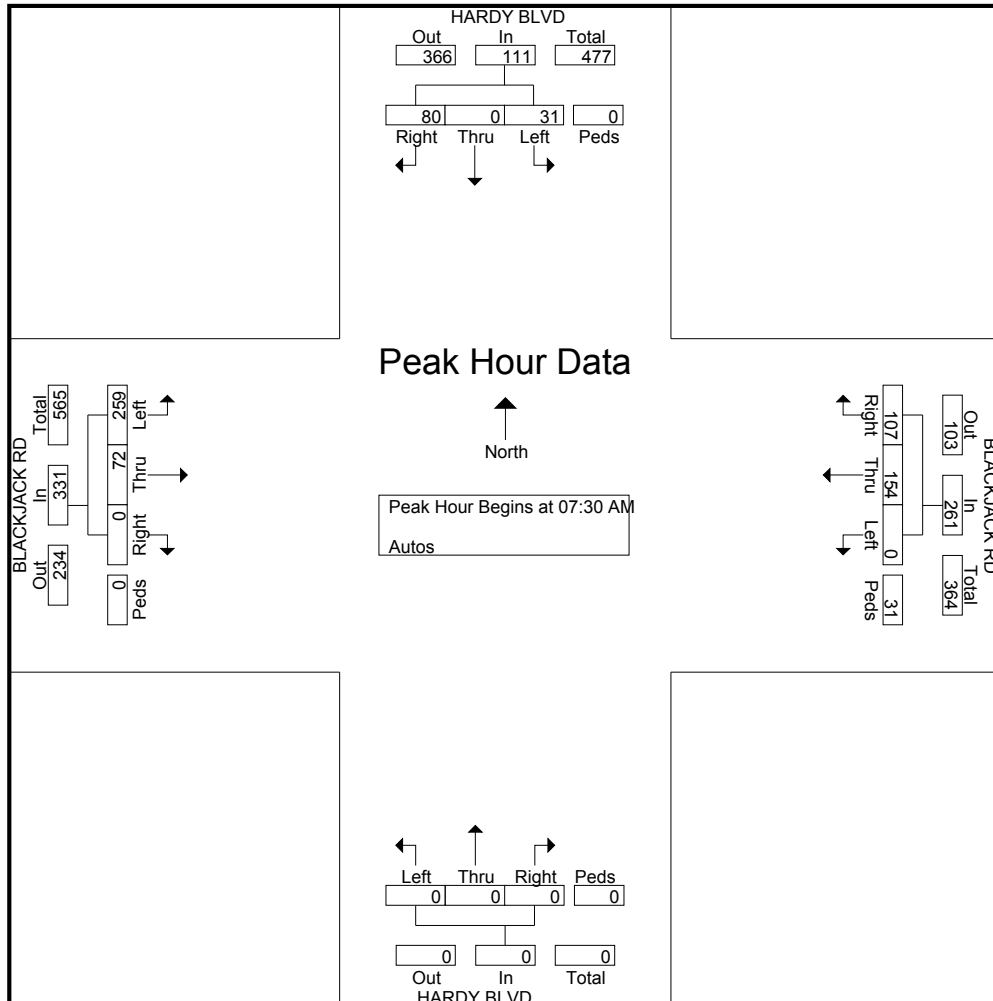 HARDY BLVD
Out In Total
366 111 477
80 0 31 0
Right Thru Left Peds
Peak Hour Data
North
Peak Hour Begins at 07:30 AM
Autos
BLACKJACK RD
Total In Out
565 331 234
259 72 0 0
Left Thru Right Peds
BLACKJACK RD
Out In Total
103 261 364
107 154 0 31
Right Thru Left Peds
Left Thru Right Peds
0 0 0 0
0 0 0
Out In Total
HARDY BLVD